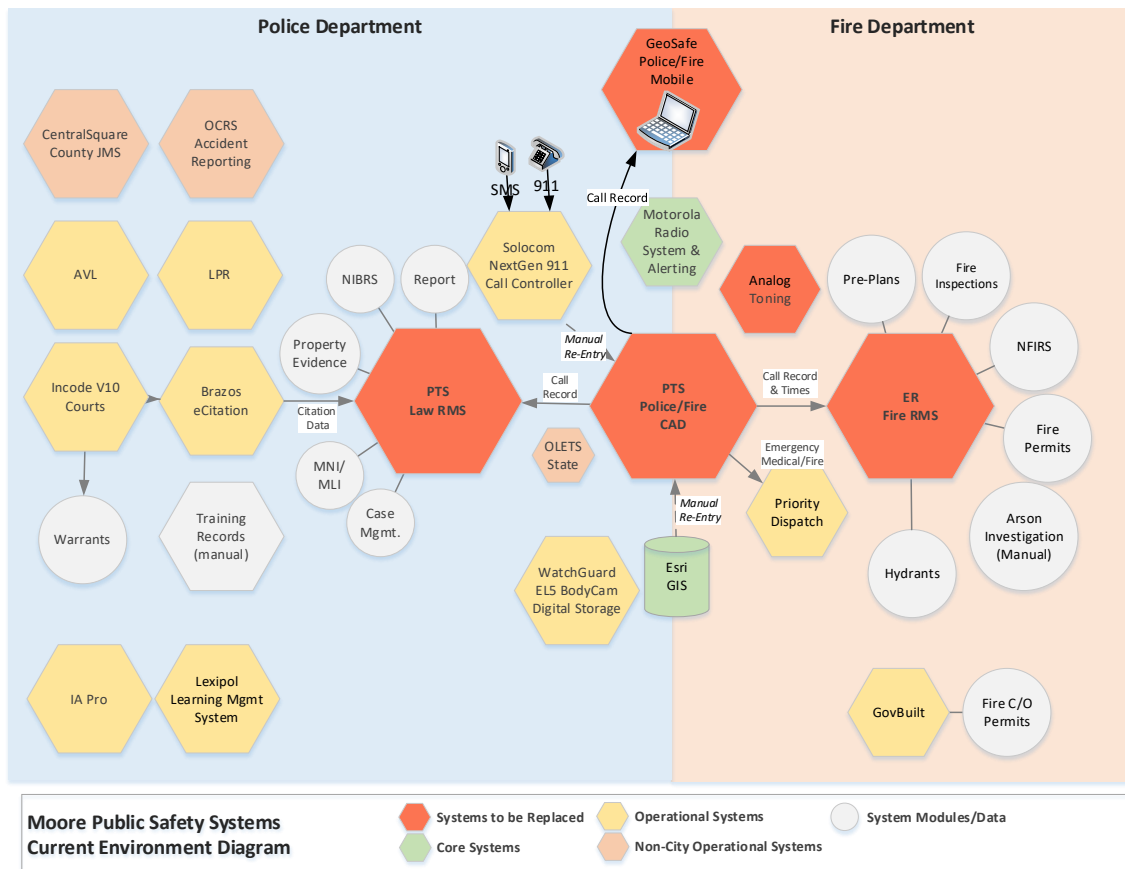 Police Department
Fire Department
GeoSafe
Police/Fire
Mobile
CentralSquare
County JMS
OCRS
Accident
Reporting
SMS
911
Call Record
Motorola
Radio
System &
Alerting
Solocom
NextGen 911
Call Controller
AVL
LPR
NIBRS
Report
Analog
Toning
Pre-Plans
Fire
Inspections
NFIRS
Manual
Re-Entry
Property
Evidence
Incode V10
Courts
Brazos
eCitation
Citation
Data
PTS
Law RMS
Call
Record
PTS
Police/Fire
CAD
Call Record
& Times
ER
Fire RMS
Fire
Permits
OLETS
State
Emergency
Medical/Fire
MNI/
MLI
Case
Mgmt.
Manual
Re-Entry
Priority
Dispatch
Warrants
Training
Records
(manual)
Arson
Investigation
(Manual)
WatchGuard
EL5 BodyCam
Digital Storage
Esri
GIS
Hydrants
IA Pro
Lexipol
Learning Mgmt
System
GovBuilt
Fire C/O
Permits
Moore Public Safety Systems
Current Environment Diagram
Systems to be Replaced
Operational Systems
System Modules/Data
Core Systems
Non-City Operational Systems